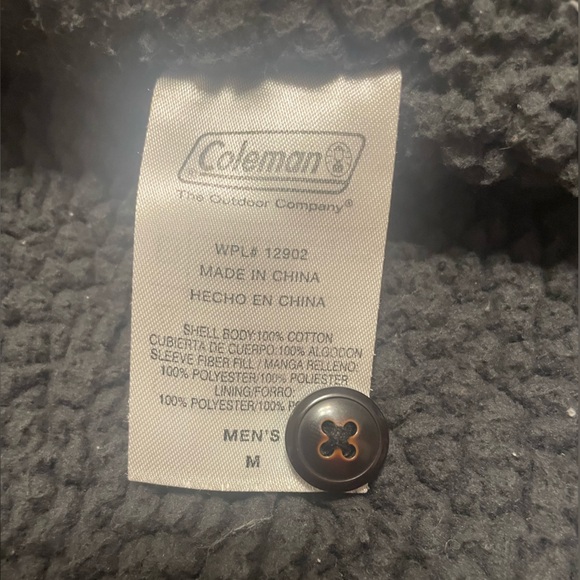 Coleman®
The Outdoor Company®
WPL# 12902
MADE IN CHINA
HECHO EN CHINA
SHELL BODY:100% COTTON
CUBIERTA DE CUERPO:100% ALGODON
SLEEVE FIBER FILL / MANGA RELLENO:
100% POLYESTER/100% POLIESTER
LINING/FORRO:
100% POLYESTER/100%
MEN'S
M